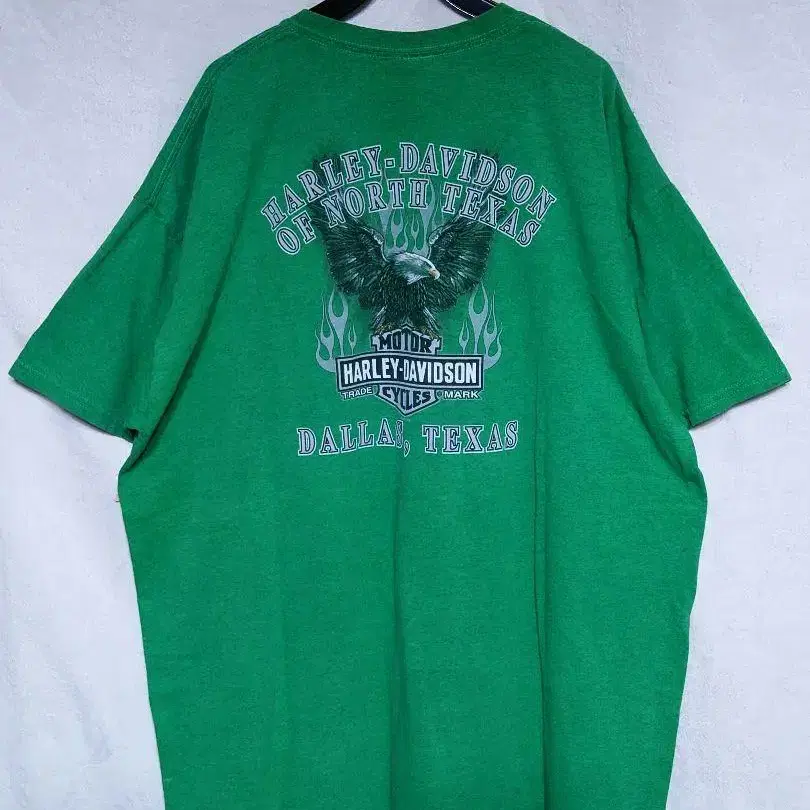 HARLEY-DAVIDSON
OF NORTH TEXAS
MOTOR
HARLEY-DAVIDSON
TRADE CYCLES MARK
DALLAS, TEXAS